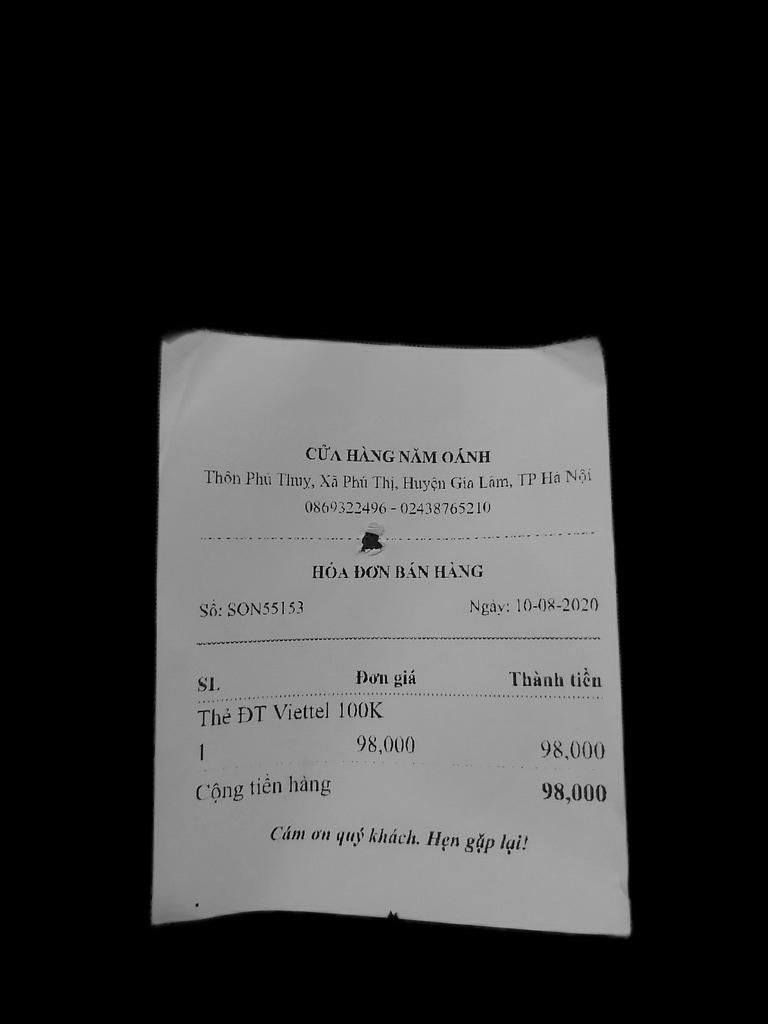 CỬA HÀNG NĂM OÁNH
Thôn Phú Thuỵ, Xã Phú Thị, Huyện Gia Lâm, TP Hà Nội
0869322496 - 02438765210
HÓA ĐƠN BÁN HÀNG
Số: SON55153 Ngày: 10-08-2020
SL Đơn giá Thành tiền
Thẻ ĐT Viettel 100K
1 98,000 98,000
Cộng tiền hàng 98,000
Cám ơn quý khách. Hẹn gặp lại!